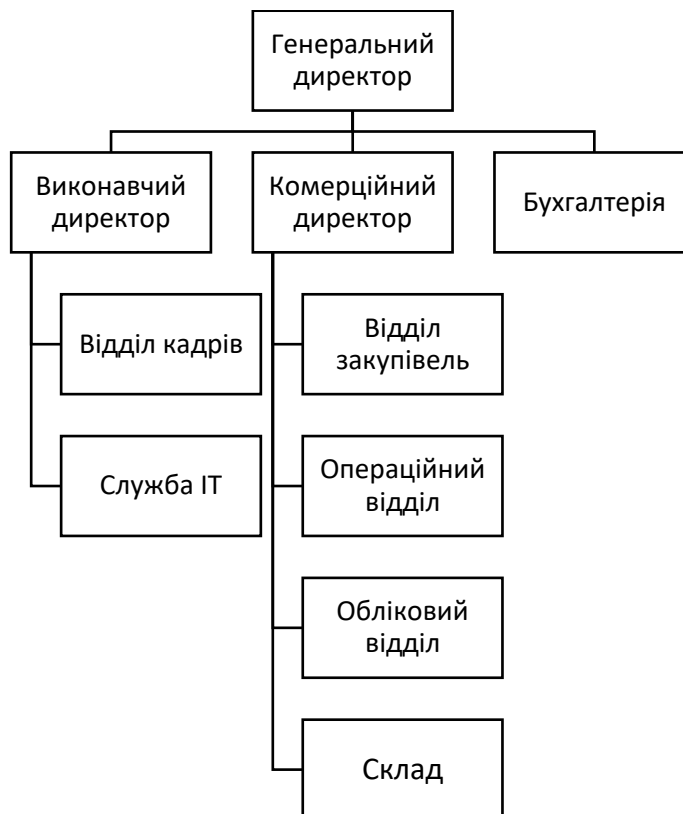 Генеральний
директор
Виконавчий
директор
Комерційний
директор
Бухгалтерія
Відділ кадрів
Служба ІТ
Відділ
закупівель
Операційний
відділ
Обліковий
відділ
Склад